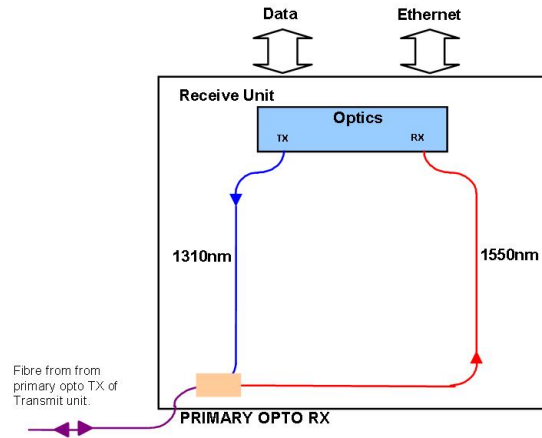 Data
Ethernet
Receive Unit
Optics
TX
RX
1310nm
1550nm
Fibre from from
primary opto TX of
Transmit unit.
PRIMARY OPTO RX